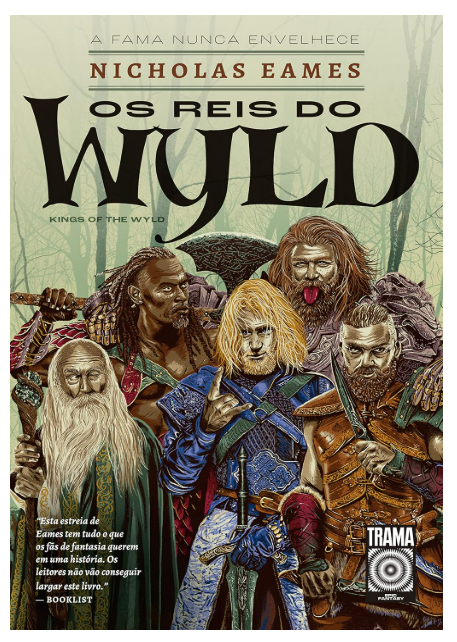 A FAMA NUNCA ENVELHECE
NICHOLAS EAMES
OS REIS DO
WYLD
KINGS OF THE WYLD
"Esta estreia de
Eames tem tudo o que
os fãs de fantasia querem
em uma história. Os
leitores não vão conseguir
largar este livro."
— BOOKLIST
TRAMA
FANTASY